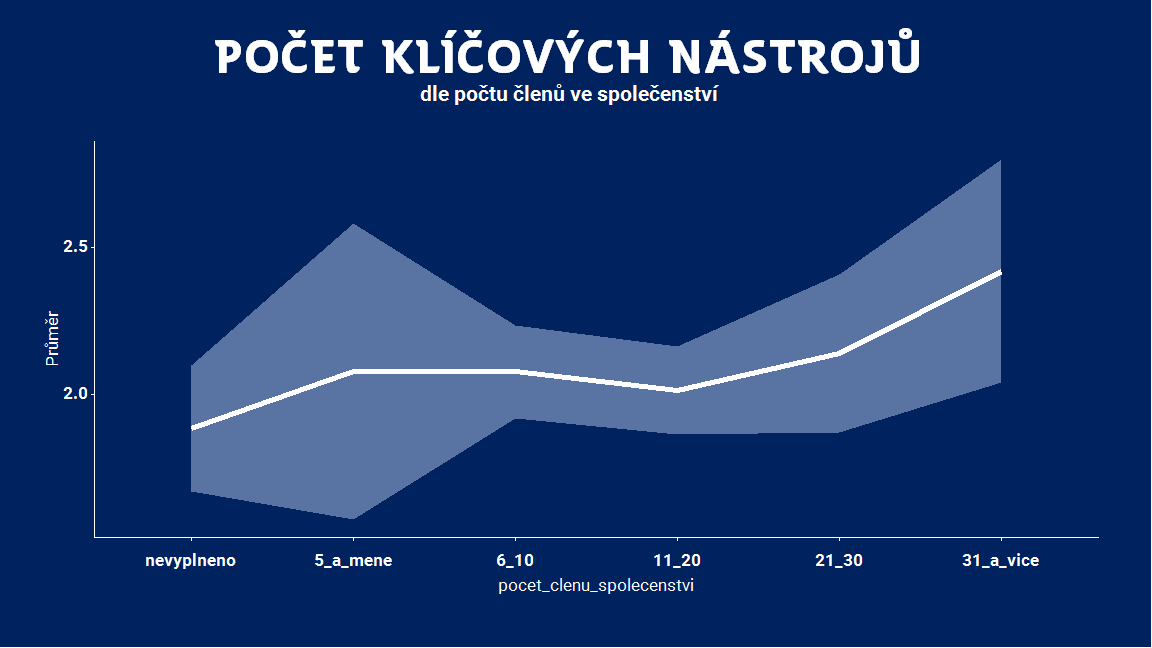 POČET KLÍČOVÝCH NÁSTROJŮ
dle počtu členů ve společenství
2.5
Průměr
2.0
nevyplneno 5_a_mene 6_10 11_20 21_30 31_a_vice
pocet_clenu_spolecenstvi